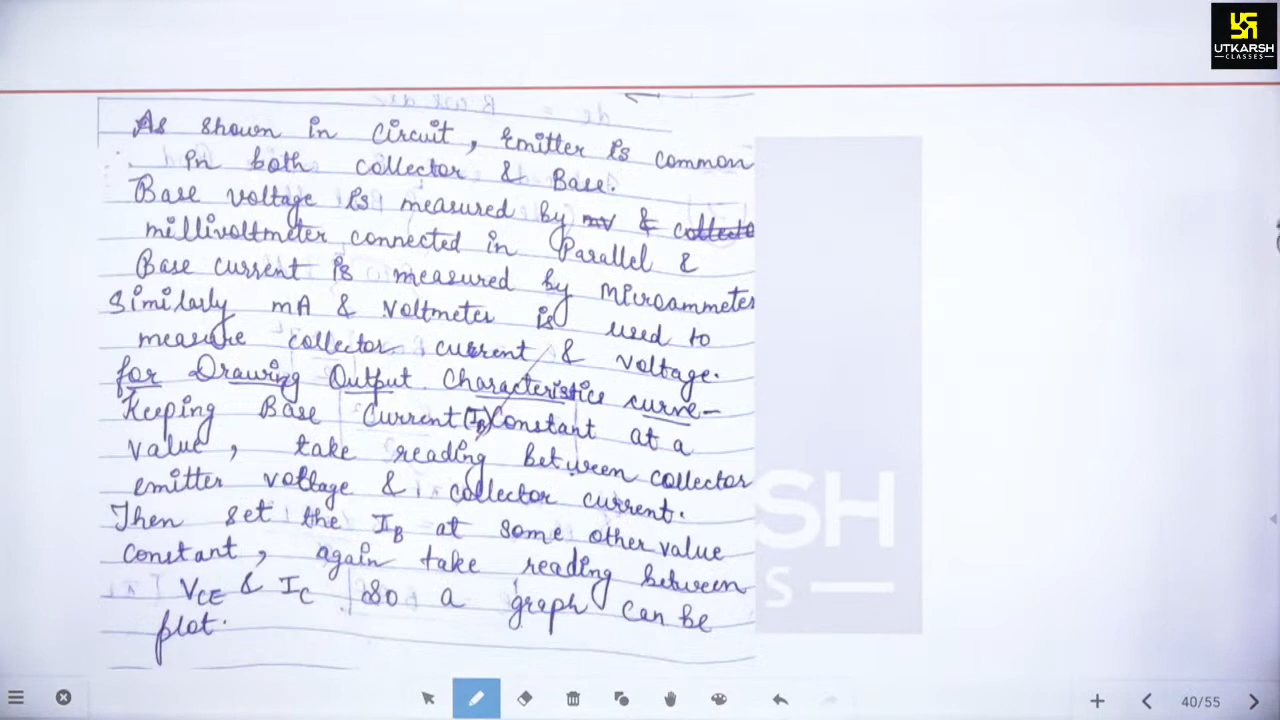 UTKARSH
CLASSES
As shown in circuit, Emitter is common
in both collector & Base.
Base voltage is measured by mv & collecto
millivoltmeter connected in Parallel &
Base current is measured by Microammeter
Similarly mA & voltmeter is used to
measure collector current & voltage.
for Drawing Output Characteristics curve-
Keeping Base Current (IB) Constant at a
value, take reading between collector
emitter voltage & collector current.
Then set the IB at some other value
constant, again take reading between
VCE & IC so a graph can be
plot.
SH
S
40/55